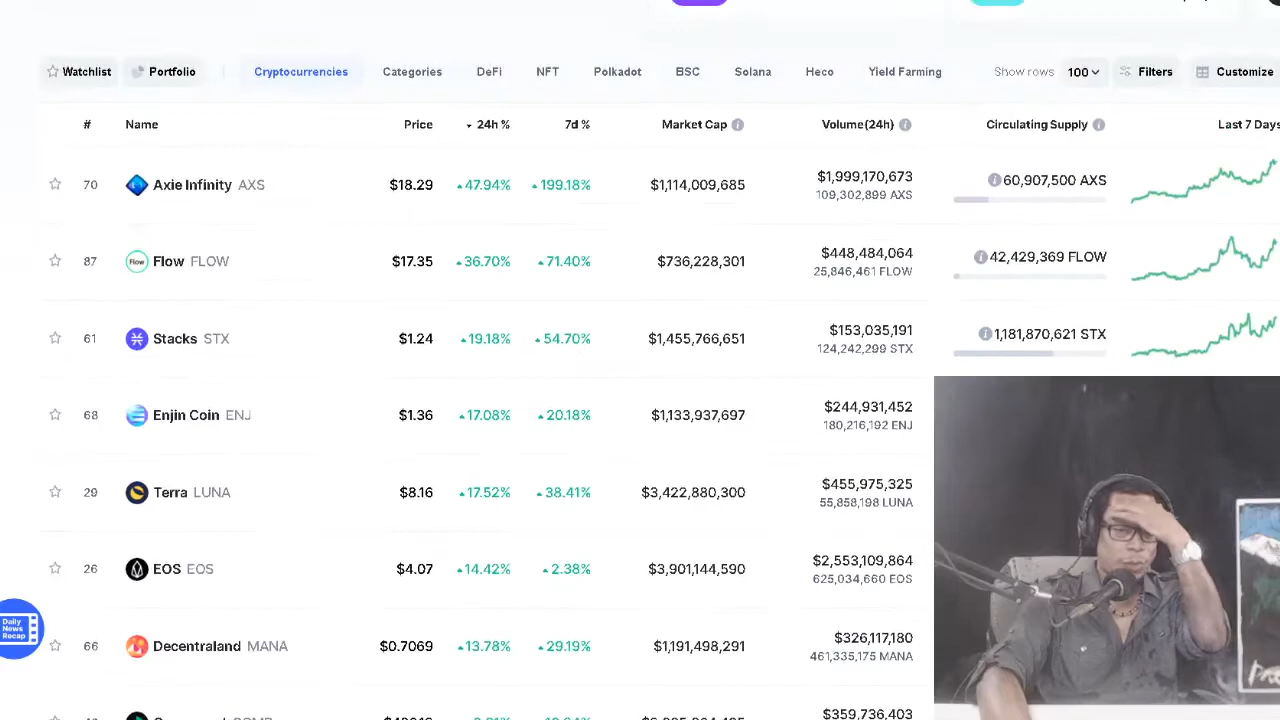 Watchlist Portfolio Cryptocurrencies Categories DeFi NFT Polkadot BSC Solana Heco Yield Farming Show rows 100 Filters Customize
# Name Price 24h % 7d % Market Cap Volume(24h) Circulating Supply Last 7 Days
70 Axie Infinity AXS $18.29 47.94% 199.18% $1,114,009,685 $1,999,170,673 60,907,500 AXS
109,302,899 AXS
87 Flow Flow FLOW $17.35 36.70% 71.40% $736,228,301 $448,484,064 42,429,369 FLOW
25,846,461 FLOW
61 Stacks STX $1.24 19.18% 54.70% $1,455,766,651 $153,035,191 1,181,870,621 STX
124,242,299 STX
68 Enjin Coin ENJ $1.36 17.08% 20.18% $1,133,937,697 $244,931,452
180,216,192 ENJ
29 Terra LUNA $8.16 17.52% 38.41% $3,422,880,300 $455,975,325
55,858,198 LUNA
26 EOS EOS $4.07 14.42% 2.38% $3,901,144,590 $2,553,109,864
625,034,660 EOS
Daily
News
Recap
66 Decentraland MANA $0.7069 13.78% 29.19% $1,191,498,291 $326,117,180
461,335,175 MANA
$359,736,403